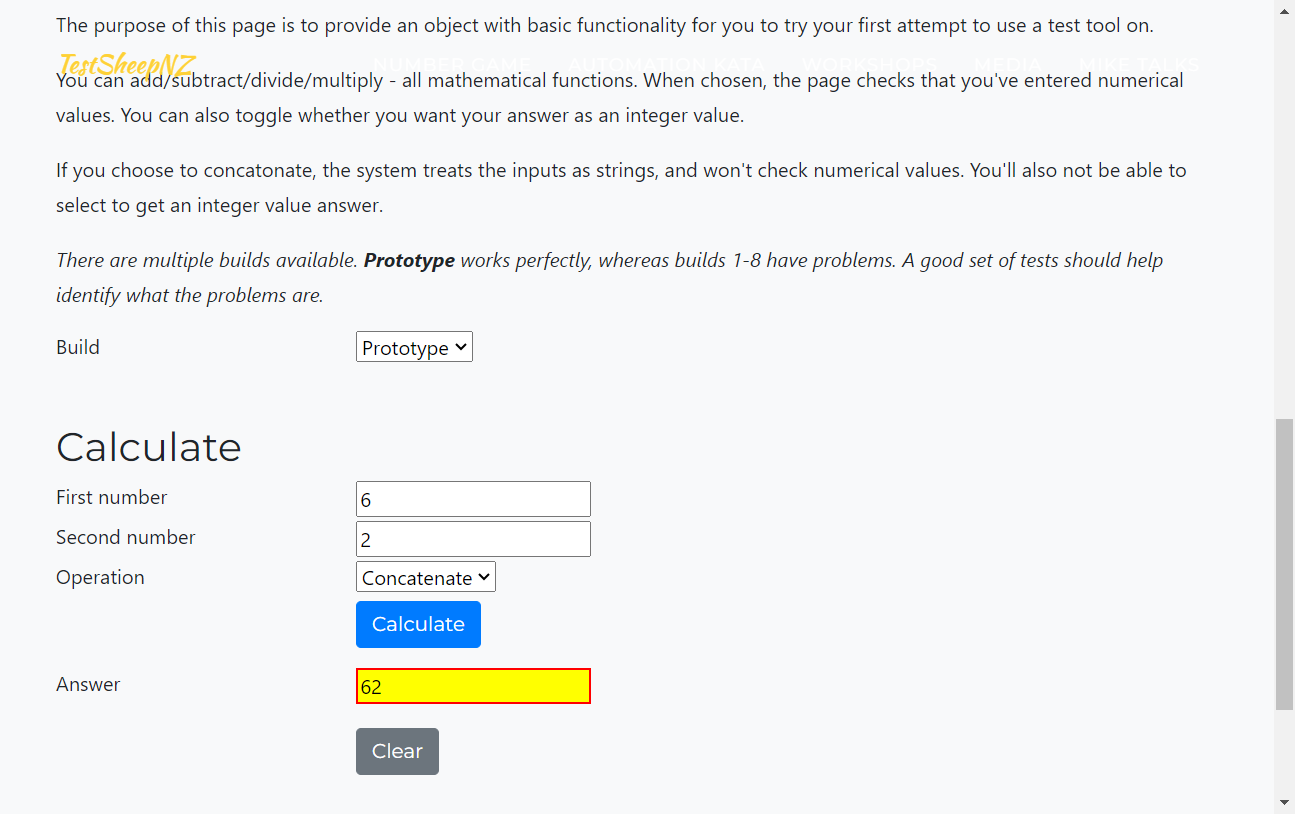 The purpose of this page is to provide an object with basic functionality for you to try your first attempt to use a test tool on.
TestSheepNZ NUMBER GAME AUTOMATION KATA WORKSHOPS MEDIA MIKE TALKS
You can add/subtract/divide/multiply - all mathematical functions. When chosen, the page checks that you've entered numerical
values. You can also toggle whether you want your answer as an integer value.
If you choose to concatonate, the system treats the inputs as strings, and won't check numerical values. You'll also not be able to
select to get an integer value answer.
There are multiple builds available. Prototype works perfectly, whereas builds 1-8 have problems. A good set of tests should help
identify what the problems are.
Build Prototype
Calculate
First number 6
Second number 2
Operation Concatenate
Calculate
Answer 62
Clear